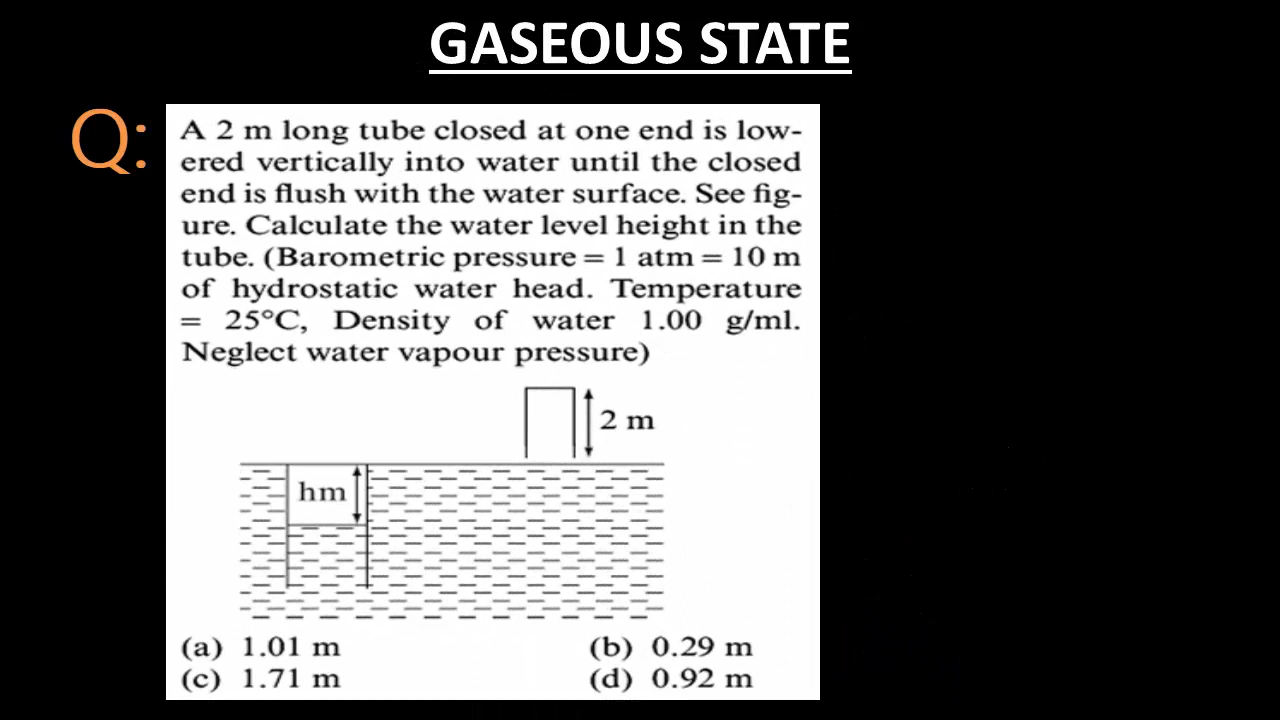 GASEOUS STATE
Q:
A 2 m long tube closed at one end is low-
ered vertically into water until the closed
end is flush with the water surface. See fig-
ure. Calculate the water level height in the
tube. (Barometric pressure = 1 atm = 10 m
of hydrostatic water head. Temperature
= 25°C, Density of water 1.00 g/ml.
Neglect water vapour pressure)
2 m
hm
(a) 1.01 m (b) 0.29 m
(c) 1.71 m (d) 0.92 m